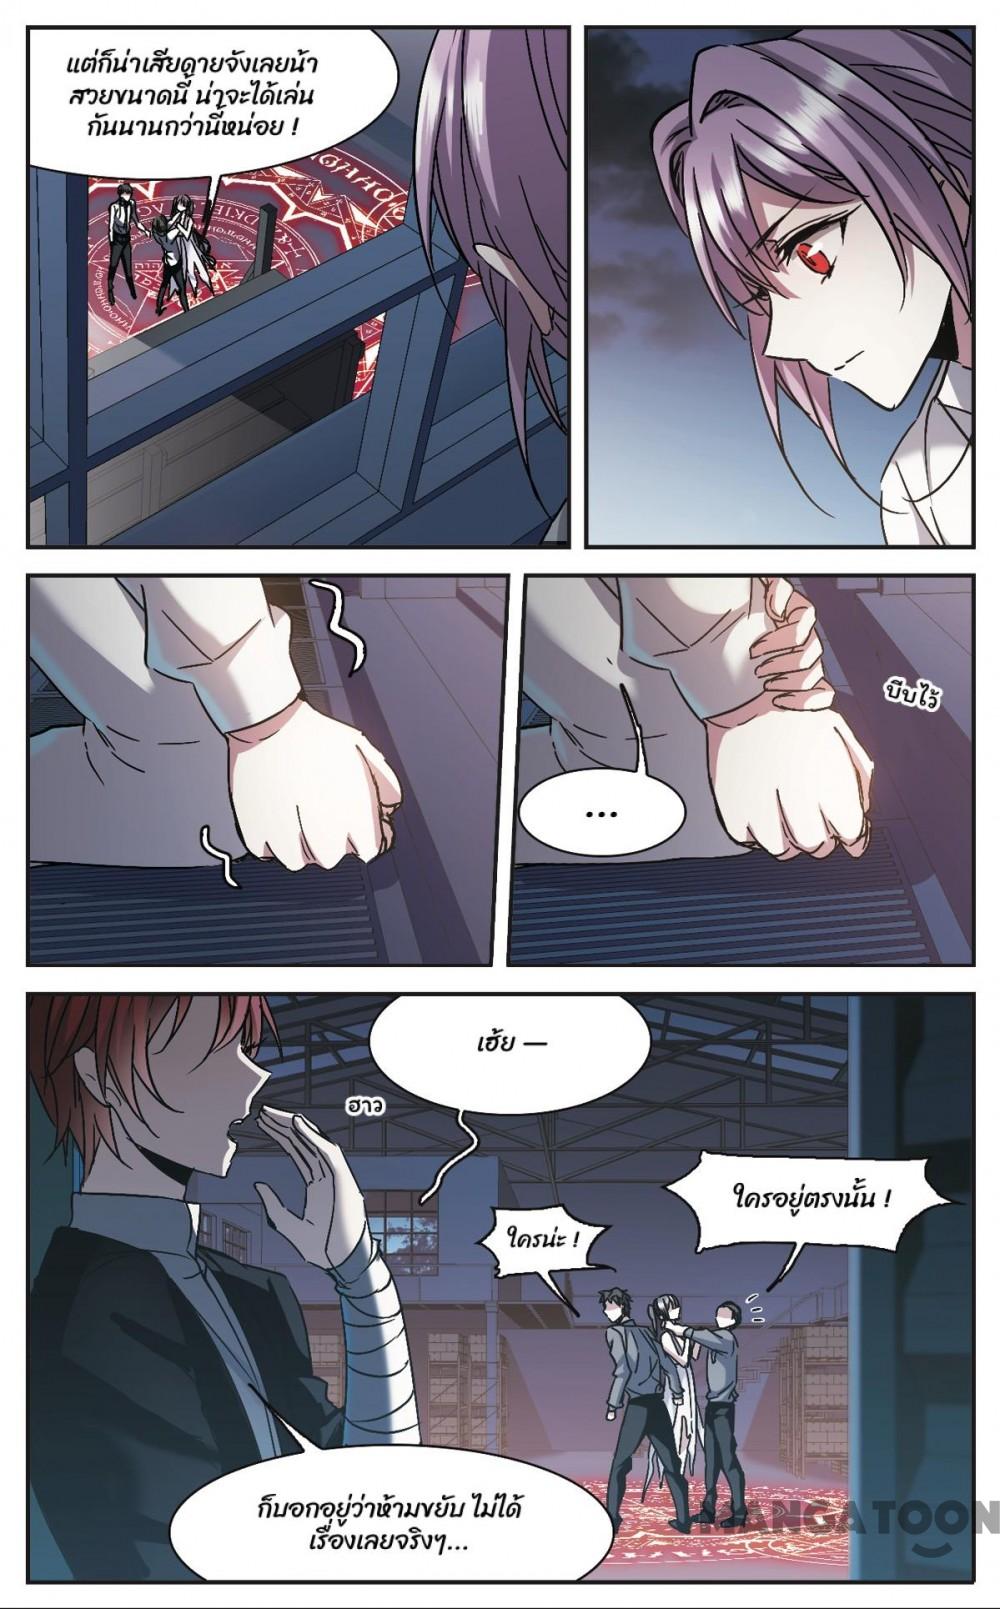 แต่ก็น่าเสียดายจังเลยน้า
สวยขนาดนี้ น่าจะได้เล่น
กันนานกว่านี้หน่อย !
บีบไว้
...
เฮ้ย —
ฮาว
ใครน่ะ !
ใครอยู่ตรงนั้น !
ก็บอกอยู่ว่าห้ามขยับ ไม่ได้
เรื่องเลยจริงๆ...
MANGATOON